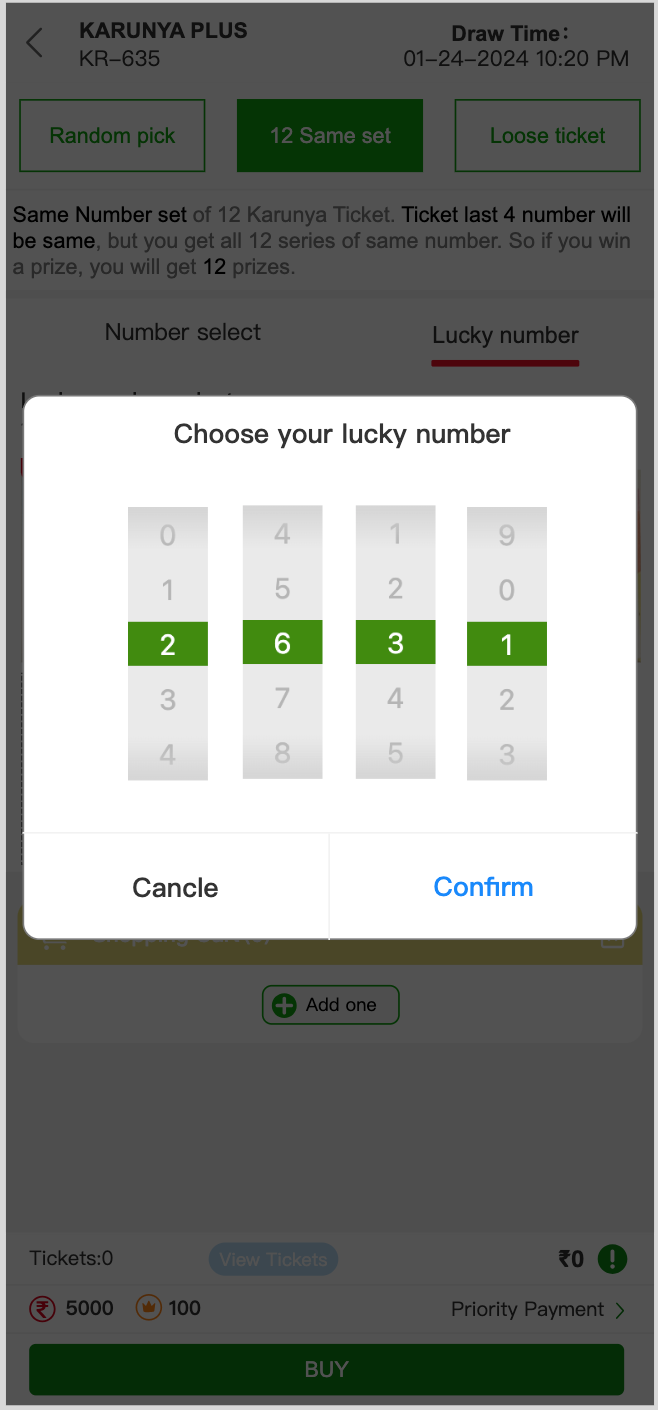 KARUNYA PLUS
KR-635
Draw Time:
01-24-2024 10:20 PM
Random pick
12 Same set
Loose ticket
Same Number set of 12 Karunya Ticket. Ticket last 4 number will
be same, but you get all 12 series of same number. So if you win
a prize, you will get 12 prizes.
Number select
Lucky number
Choose your lucky number
0 4 1 9
1 5 2 0
2 6 3 1
3 7 4 2
4 8 5 3
Cancle
Confirm
Add one
Tickets:0
View Tickets
₹0
5000
100
Priority Payment
BUY